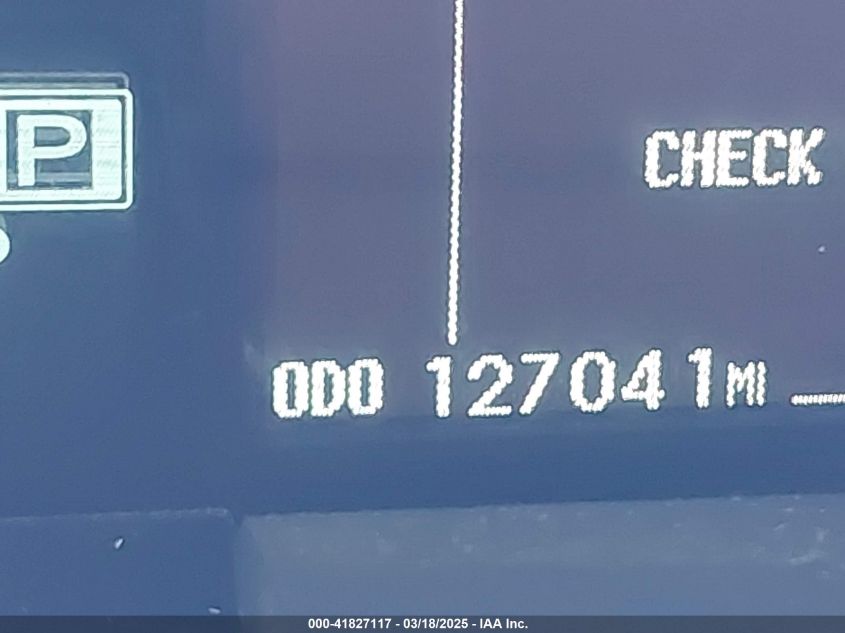 P
CHECK
ODO 127041 MI
000-41827117 - 03/18/2025 - IAA Inc.